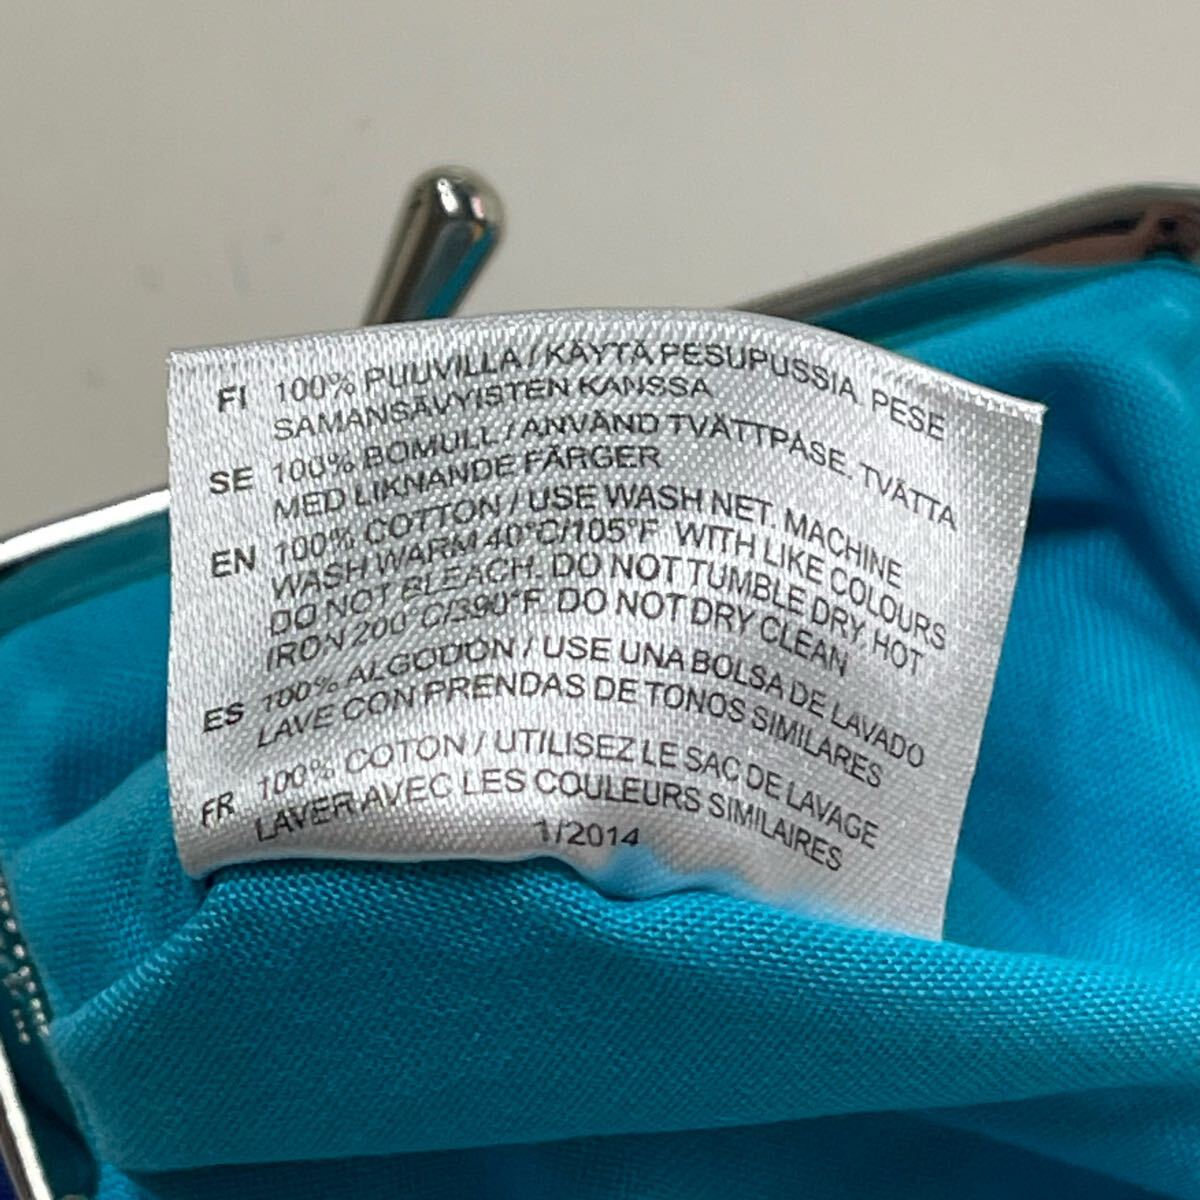 FI 100% PUUVILLA / KÄYTÄ PESUPUSSIA. PESE
SAMANSÄVYISTEN KANSSA
SE 100% BOMULL / ANVÄND TVÄTTPÅSE. TVÄTTA
MED LIKNANDE FÄRGER
EN 100% COTTON / USE WASH NET. MACHINE
WASH WARM 40°C/105°F WITH LIKE COLOURS
DO NOT BLEACH. DO NOT TUMBLE DRY. HOT
IRON 200°C/390°F. DO NOT DRY CLEAN
ES 100% ALGODON / USE UNA BOLSA DE LAVADO
LAVE CON PRENDAS DE TONOS SIMILARES
FR 100% COTON / UTILISEZ LE SAC DE LAVAGE
LAVER AVEC LES COULEURS SIMILAIRES
1/2014